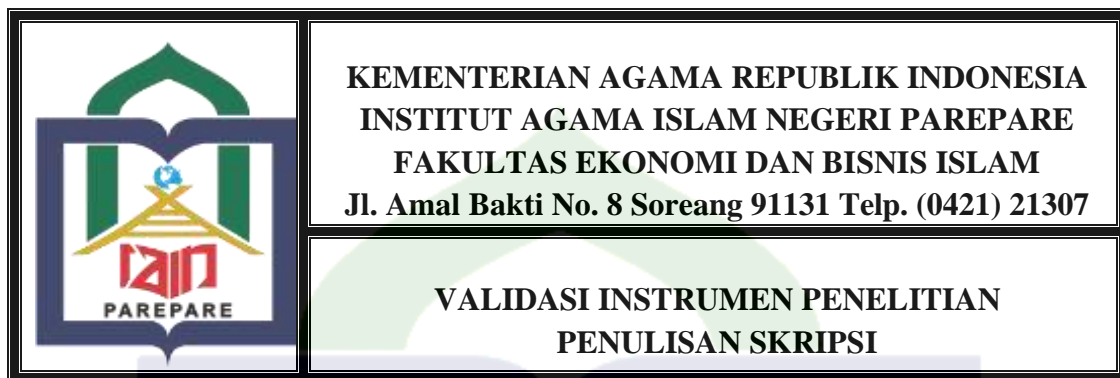 KEMENTERIAN AGAMA REPUBLIK INDONESIA
INSTITUT AGAMA ISLAM NEGERI PAREPARE
FAKULTAS EKONOMI DAN BISNIS ISLAM
Jl. Amal Bakti No. 8 Soreang 91131 Telp. (0421) 21307
IAIN
PAREPARE
VALIDASI INSTRUMEN PENELITIAN
PENULISAN SKRIPSI